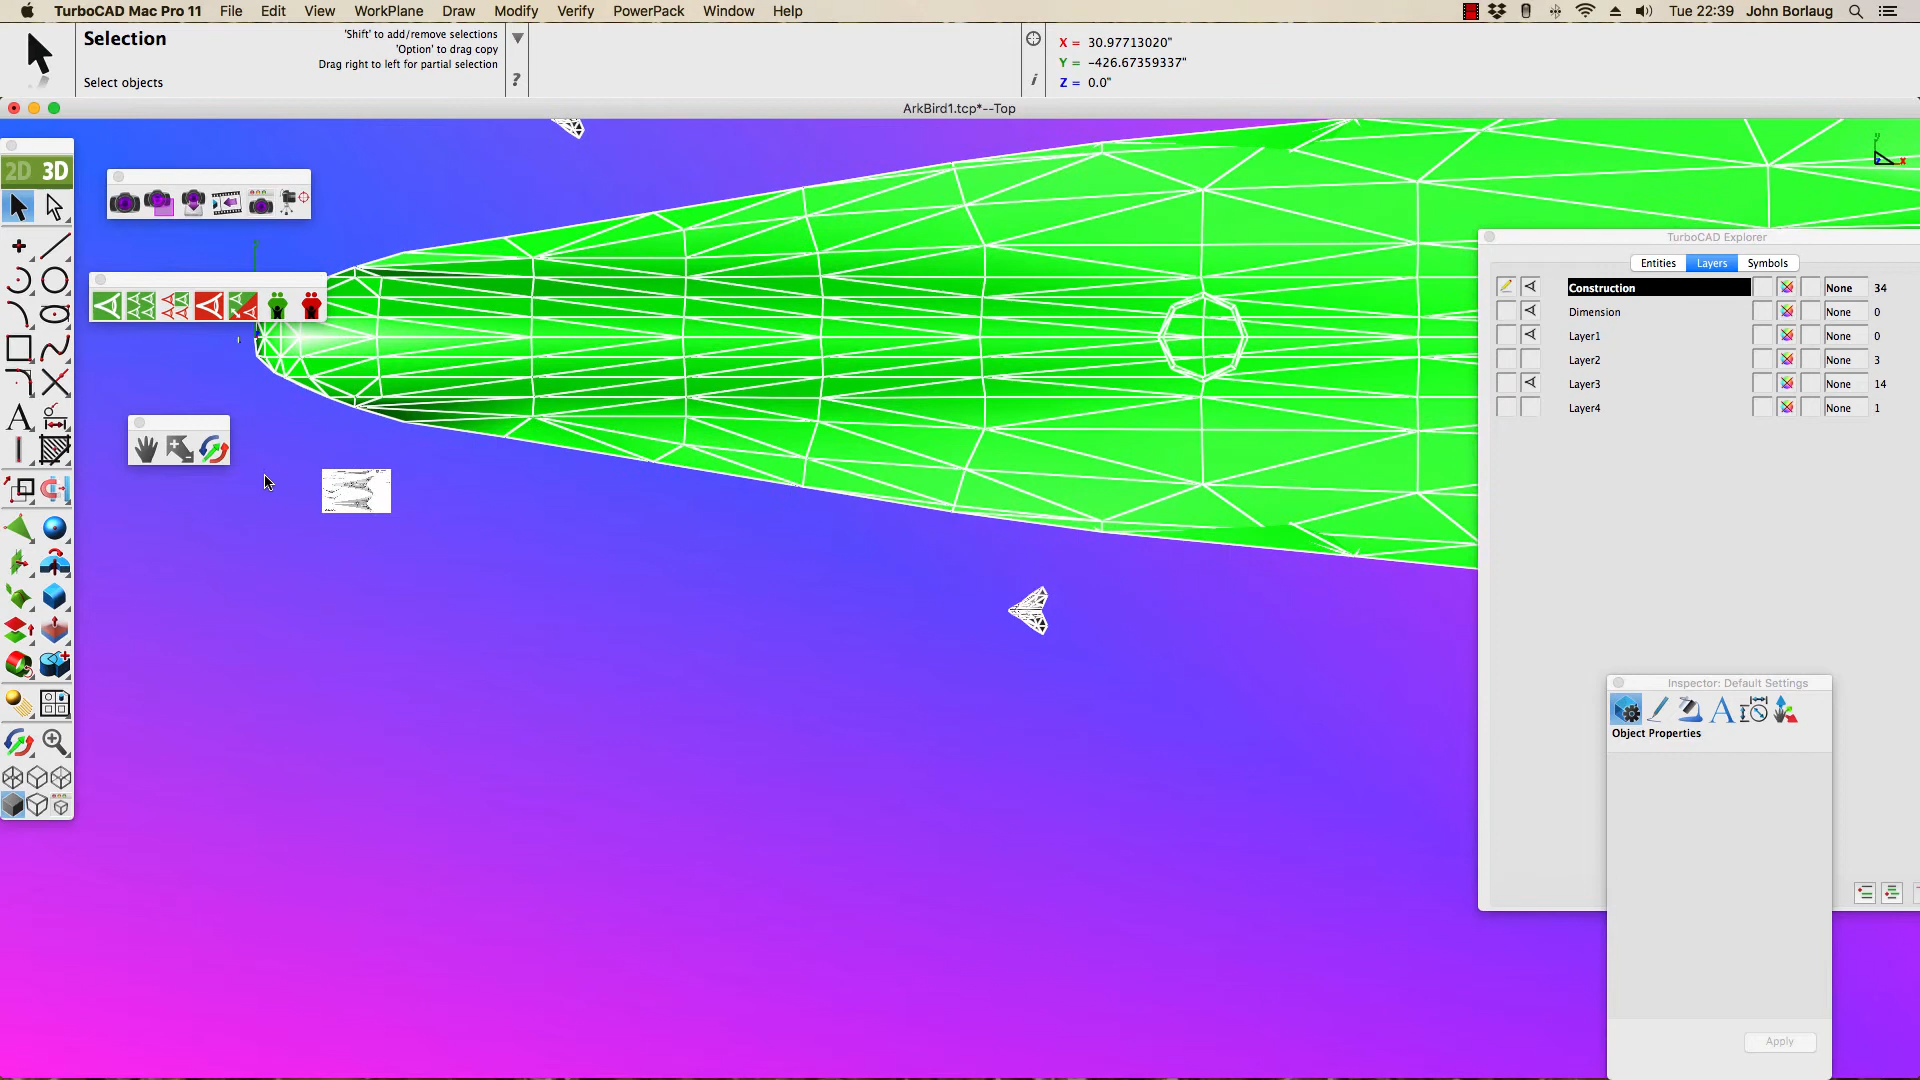 TurboCAD Mac Pro 11 File Edit View WorkPlane Draw Modify Verify PowerPack Window Help Tue 22:39 John Borlaug
Selection
'Shift' to add/remove selections
'Option' to drag copy
Drag right to left for partial selection
Select objects
?
i
X = 30.97713020"
Y = -426.67359337"
Z = 0.0"
ArkBird1.tcp*--Top
2D 3D
TurboCAD Explorer
Entities Layers Symbols
Construction None 34
Dimension None 0
Layer1 None 0
Layer2 None 3
Layer3 None 14
Layer4 None 1
Inspector: Default Settings
Object Properties
Apply